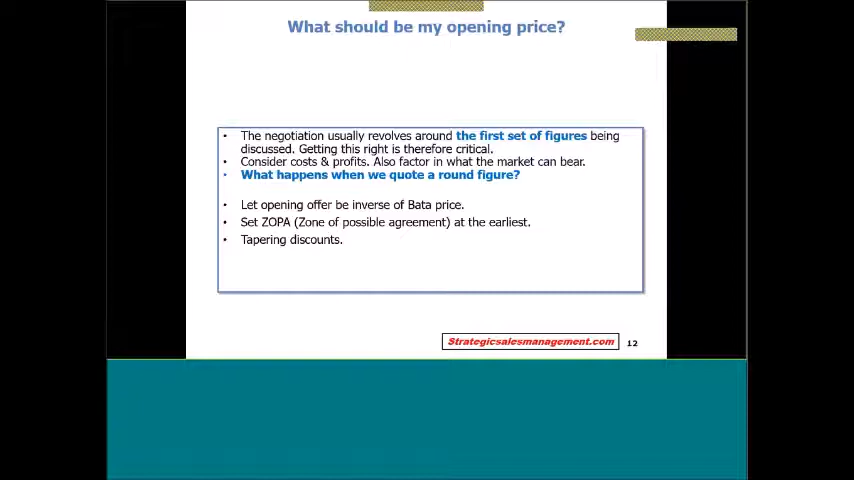 What should be my opening price?
• The negotiation usually revolves around the first set of figures being
discussed. Getting this right is therefore critical.
• Consider costs & profits. Also factor in what the market can bear.
• What happens when we quote a round figure?
• Let opening offer be inverse of Bata price.
• Set ZOPA (Zone of possible agreement) at the earliest.
• Tapering discounts.
Strategicsalesmanagement.com
12